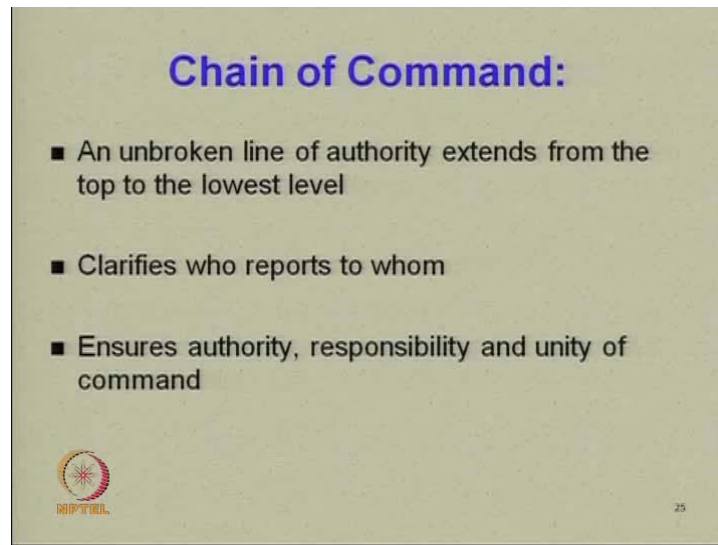 Chain of Command:
■ An unbroken line of authority extends from the
top to the lowest level
■ Clarifies who reports to whom
■ Ensures authority, responsibility and unity of
command
NPTEL
25